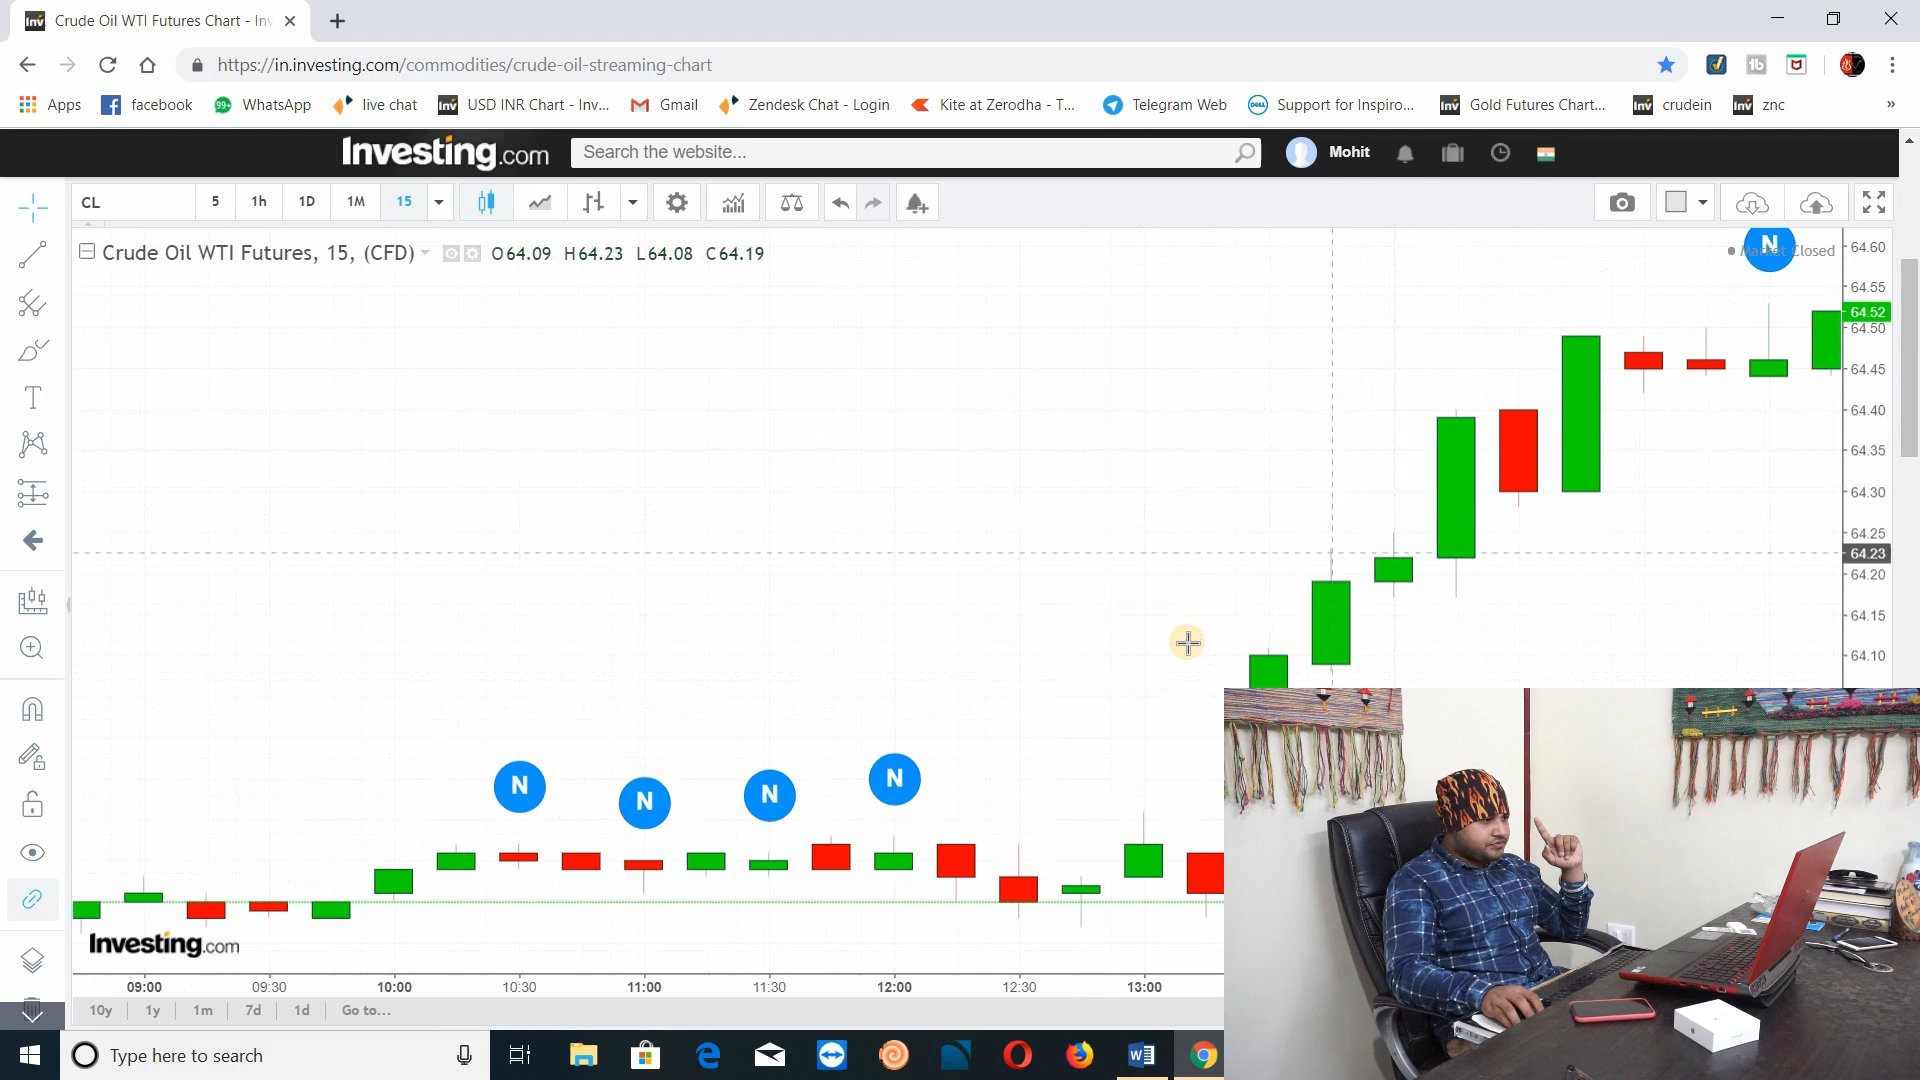 Crude Oil WTI Futures Chart - Inv
https://in.investing.com/commodities/crude-oil-streaming-chart
Apps facebook WhatsApp live chat USD INR Chart - Inv... Gmail Zendesk Chat - Login Kite at Zerodha - T... Telegram Web Support for Inspiro... Gold Futures Chart... crudein znc »
Investing.com Search the website... Mohit
CL 5 1h 1D 1M 15
Crude Oil WTI Futures, 15, (CFD) O64.09 H64.23 L64.08 C64.19
N
Market Closed
64.60
64.55
64.52
64.50
64.45
64.40
64.35
64.30
64.25
64.23
64.20
64.15
64.10
N N N N
Investing.com
09:00 09:30 10:00 10:30 11:00 11:30 12:00 12:30 13:00
10y 1y 1m 7d 1d Go to...
Type here to search